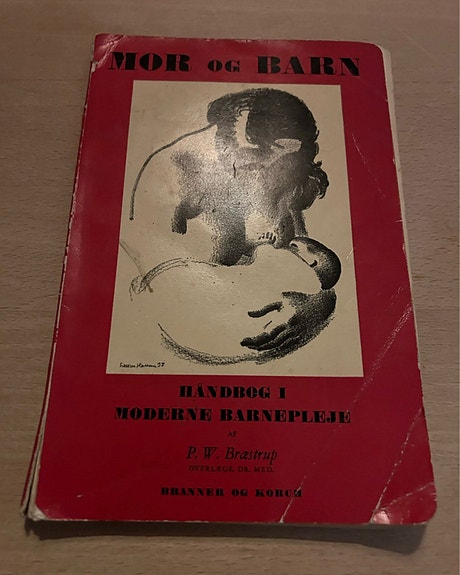 MOR OG BARN
HÅNDBOG I
MODERNE BARNEPLEJE
AF
P. W. Bræstrup
OVERLÆGE, DR. MED.
BRANNER OG KORCH